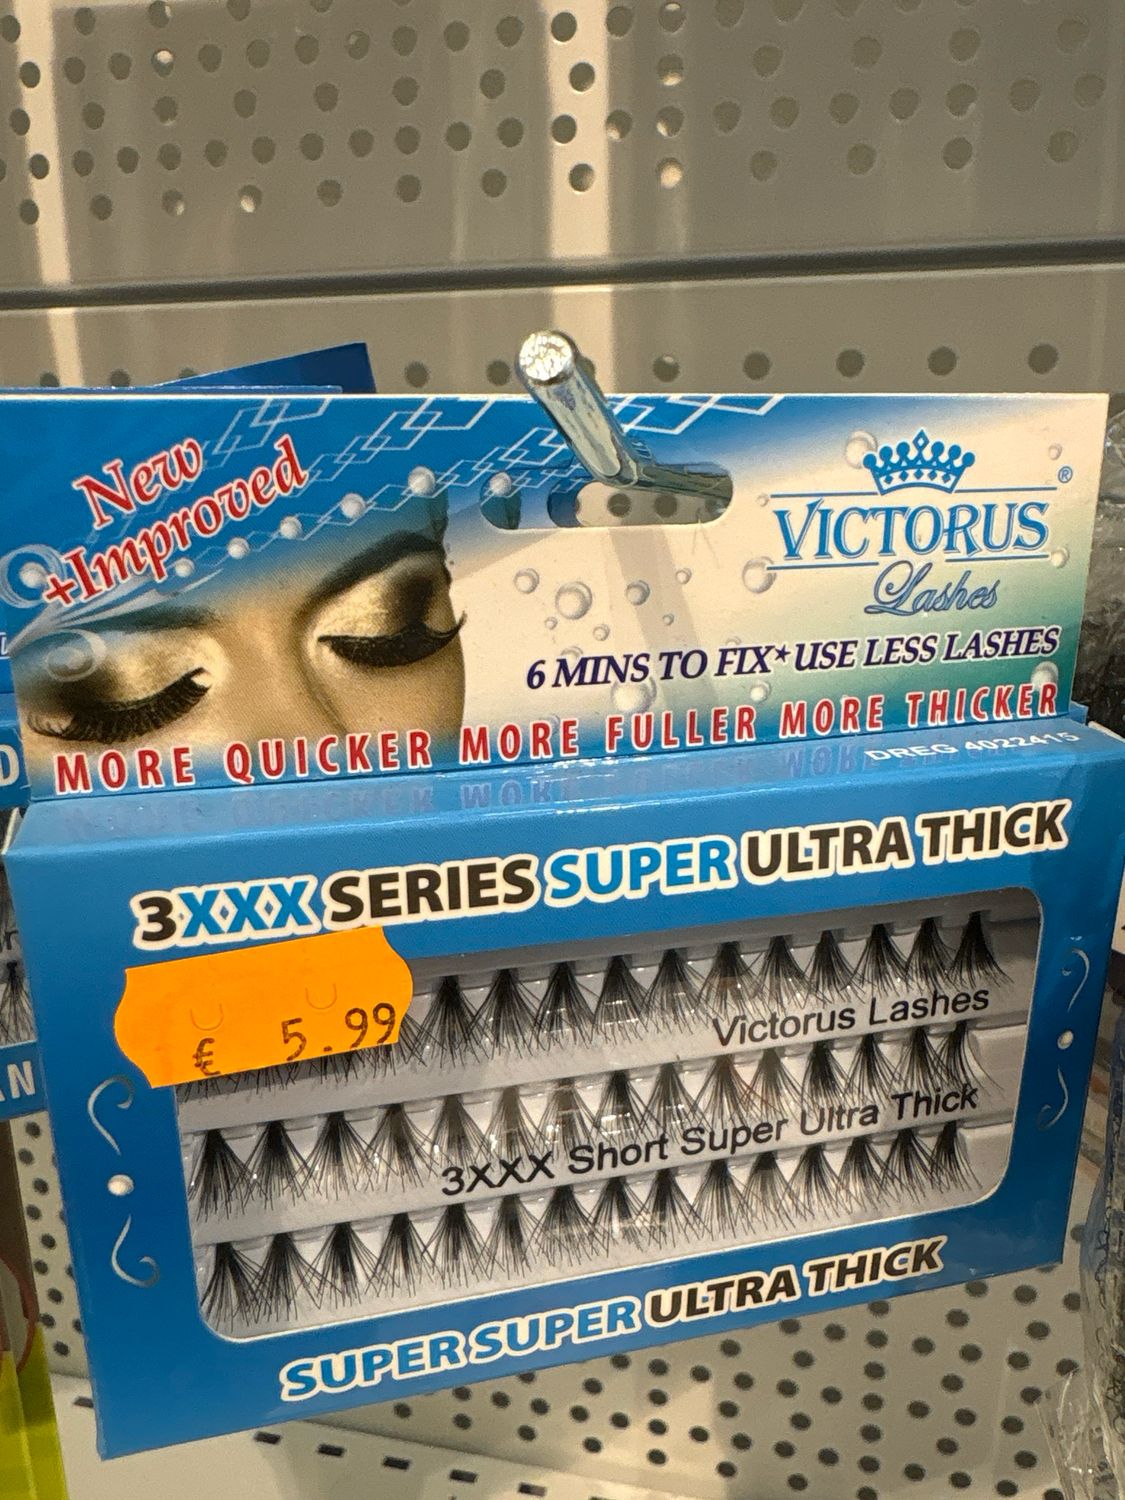 New
+Improved
VICTORUS
®
Lashes
6 MINS TO FIX*USE LESS LASHES
MORE QUICKER MORE FULLER MORE THICKER
DREG 4022415
3XXX SERIES SUPER ULTRA THICK
€ 5.99
Victorus Lashes
3XXX Short Super Ultra Thick
SUPER SUPER ULTRA THICK